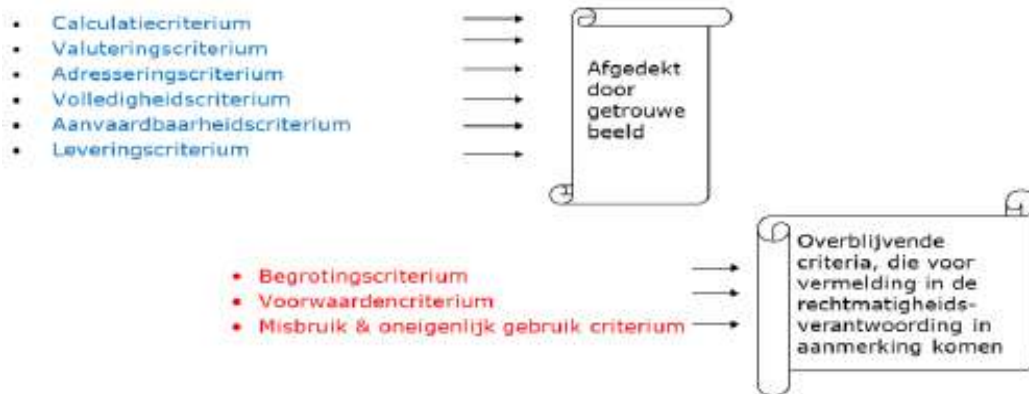 • Calculatiecriterium
• Valuteringscriterium
• Adresseringscriterium
• Volledigheidscriterium
• Aanvaardbaarheidscriterium
• Leveringscriterium
Afgedekt
door
getrouwe
beeld
• Begrotingscriterium
• Voorwaardencriterium
• Misbruik & oneigenlijk gebruik criterium
Overblijvende
criteria, die voor
vermelding in de
rechtmatigheids-
verantwoording in
aanmerking komen